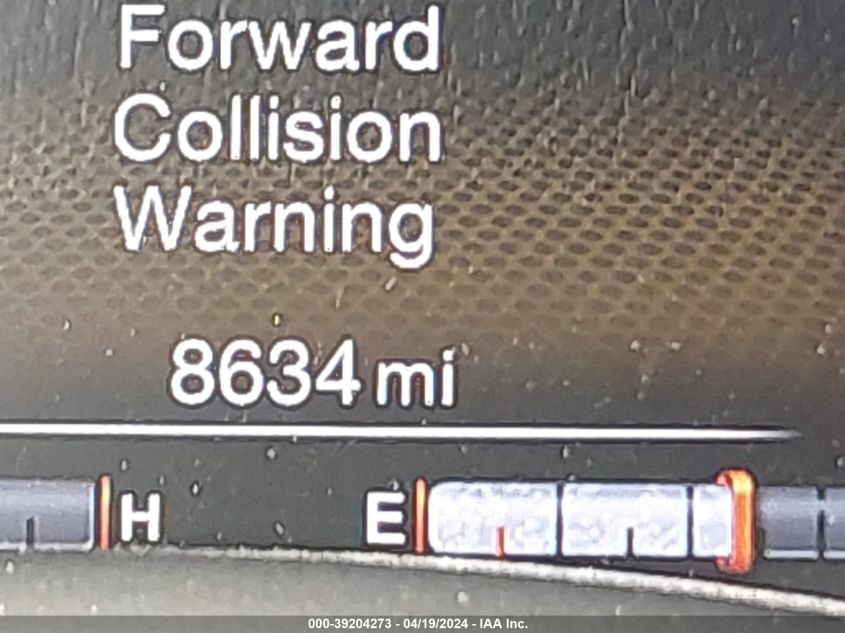 Forward
Collision
Warning
8634 mi
H
E
000-39204273 - 04/19/2024 - IAA Inc.